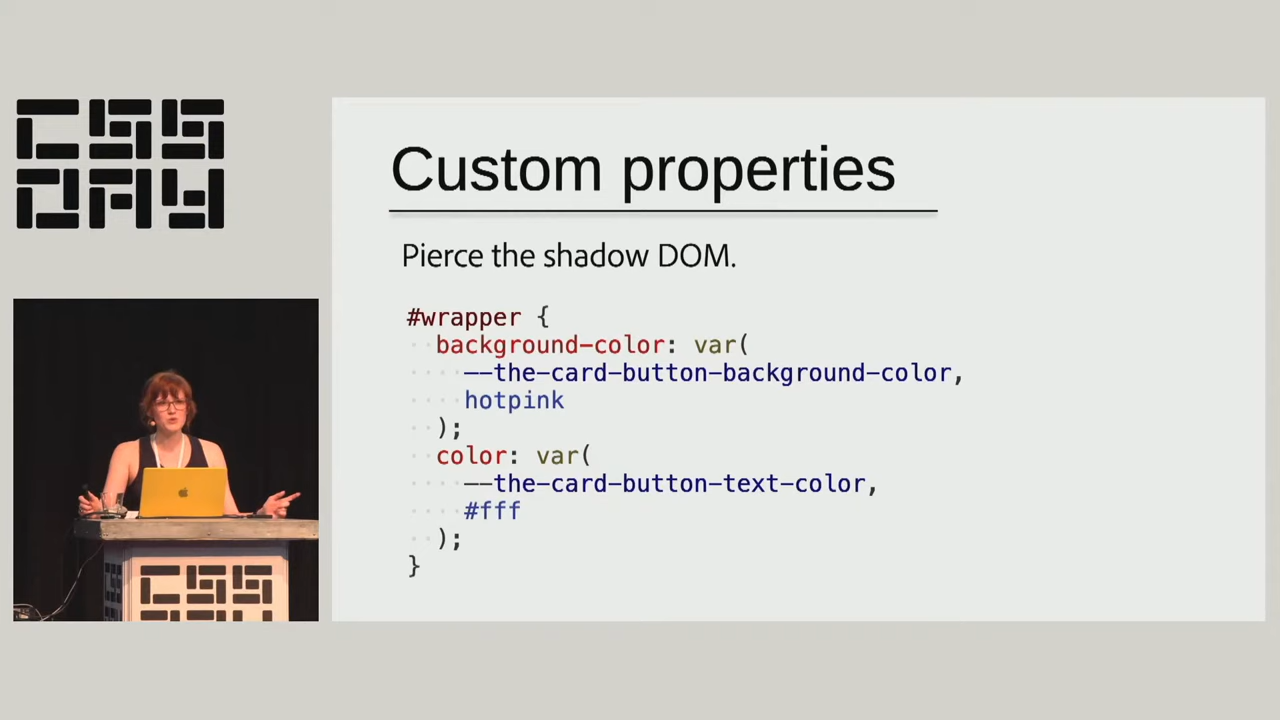 CSS
DAY
Custom properties
Pierce the shadow DOM.
#wrapper {
background-color: var(
--the-card-button-background-color,
hotpink
);
color: var(
--the-card-button-text-color,
#fff
);
}
CSS